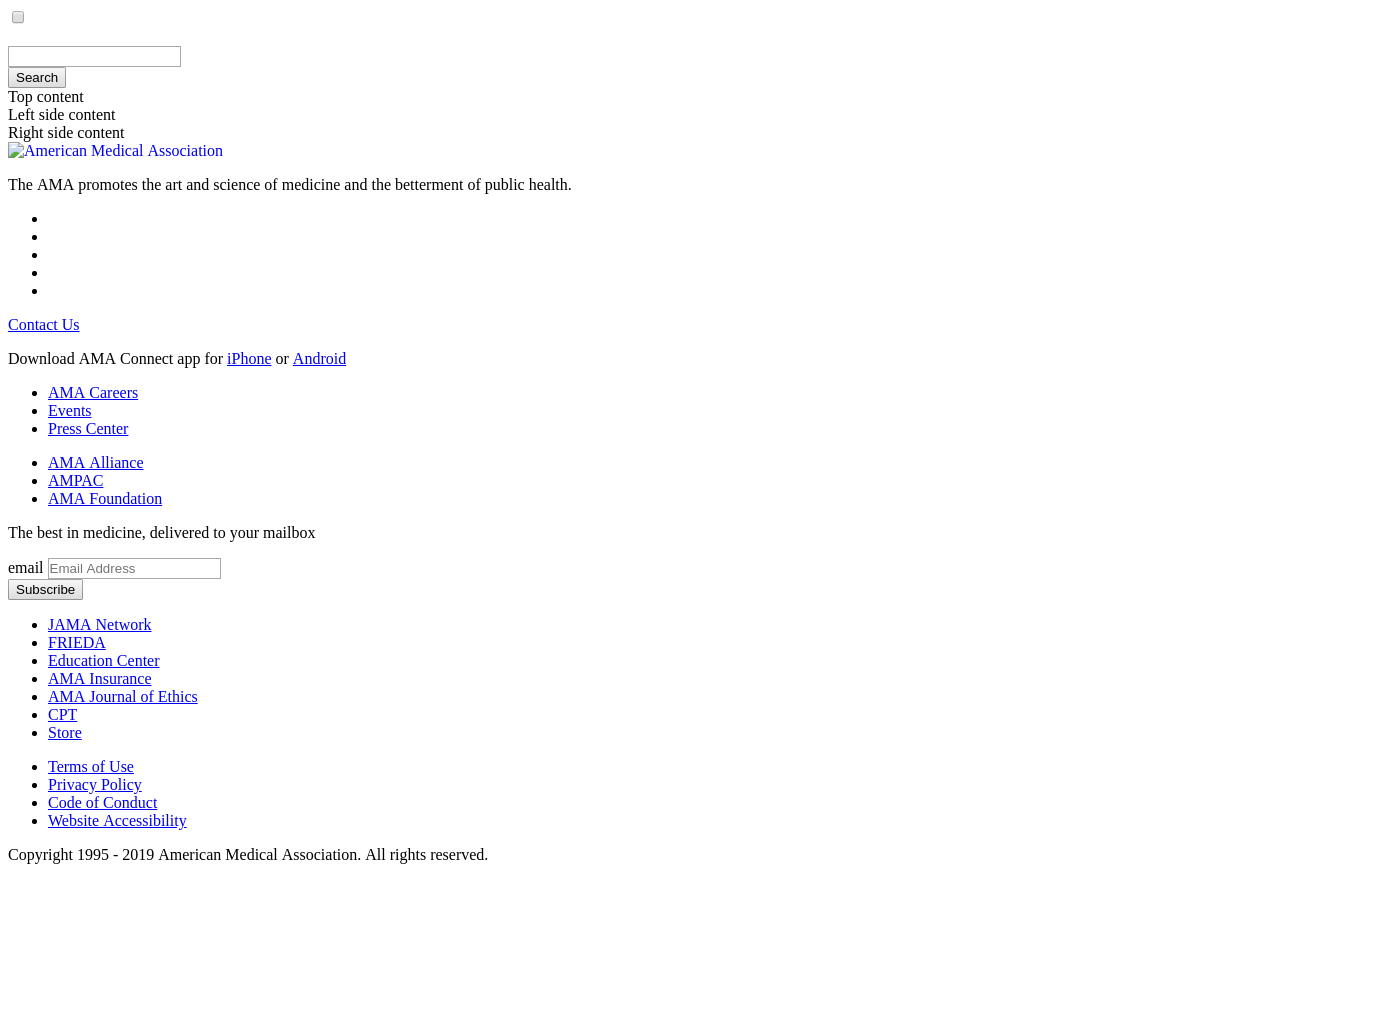 Search
Top content
Left side content
Right side content
American Medical Association
The AMA promotes the art and science of medicine and the betterment of public health.
Contact Us
Download AMA Connect app for iPhone or Android
AMA Careers
Events
Press Center
AMA Alliance
AMPAC
AMA Foundation
The best in medicine, delivered to your mailbox
email Email Address
Subscribe
JAMA Network
FRIEDA
Education Center
AMA Insurance
AMA Journal of Ethics
CPT
Store
Terms of Use
Privacy Policy
Code of Conduct
Website Accessibility
Copyright 1995 - 2019 American Medical Association. All rights reserved.